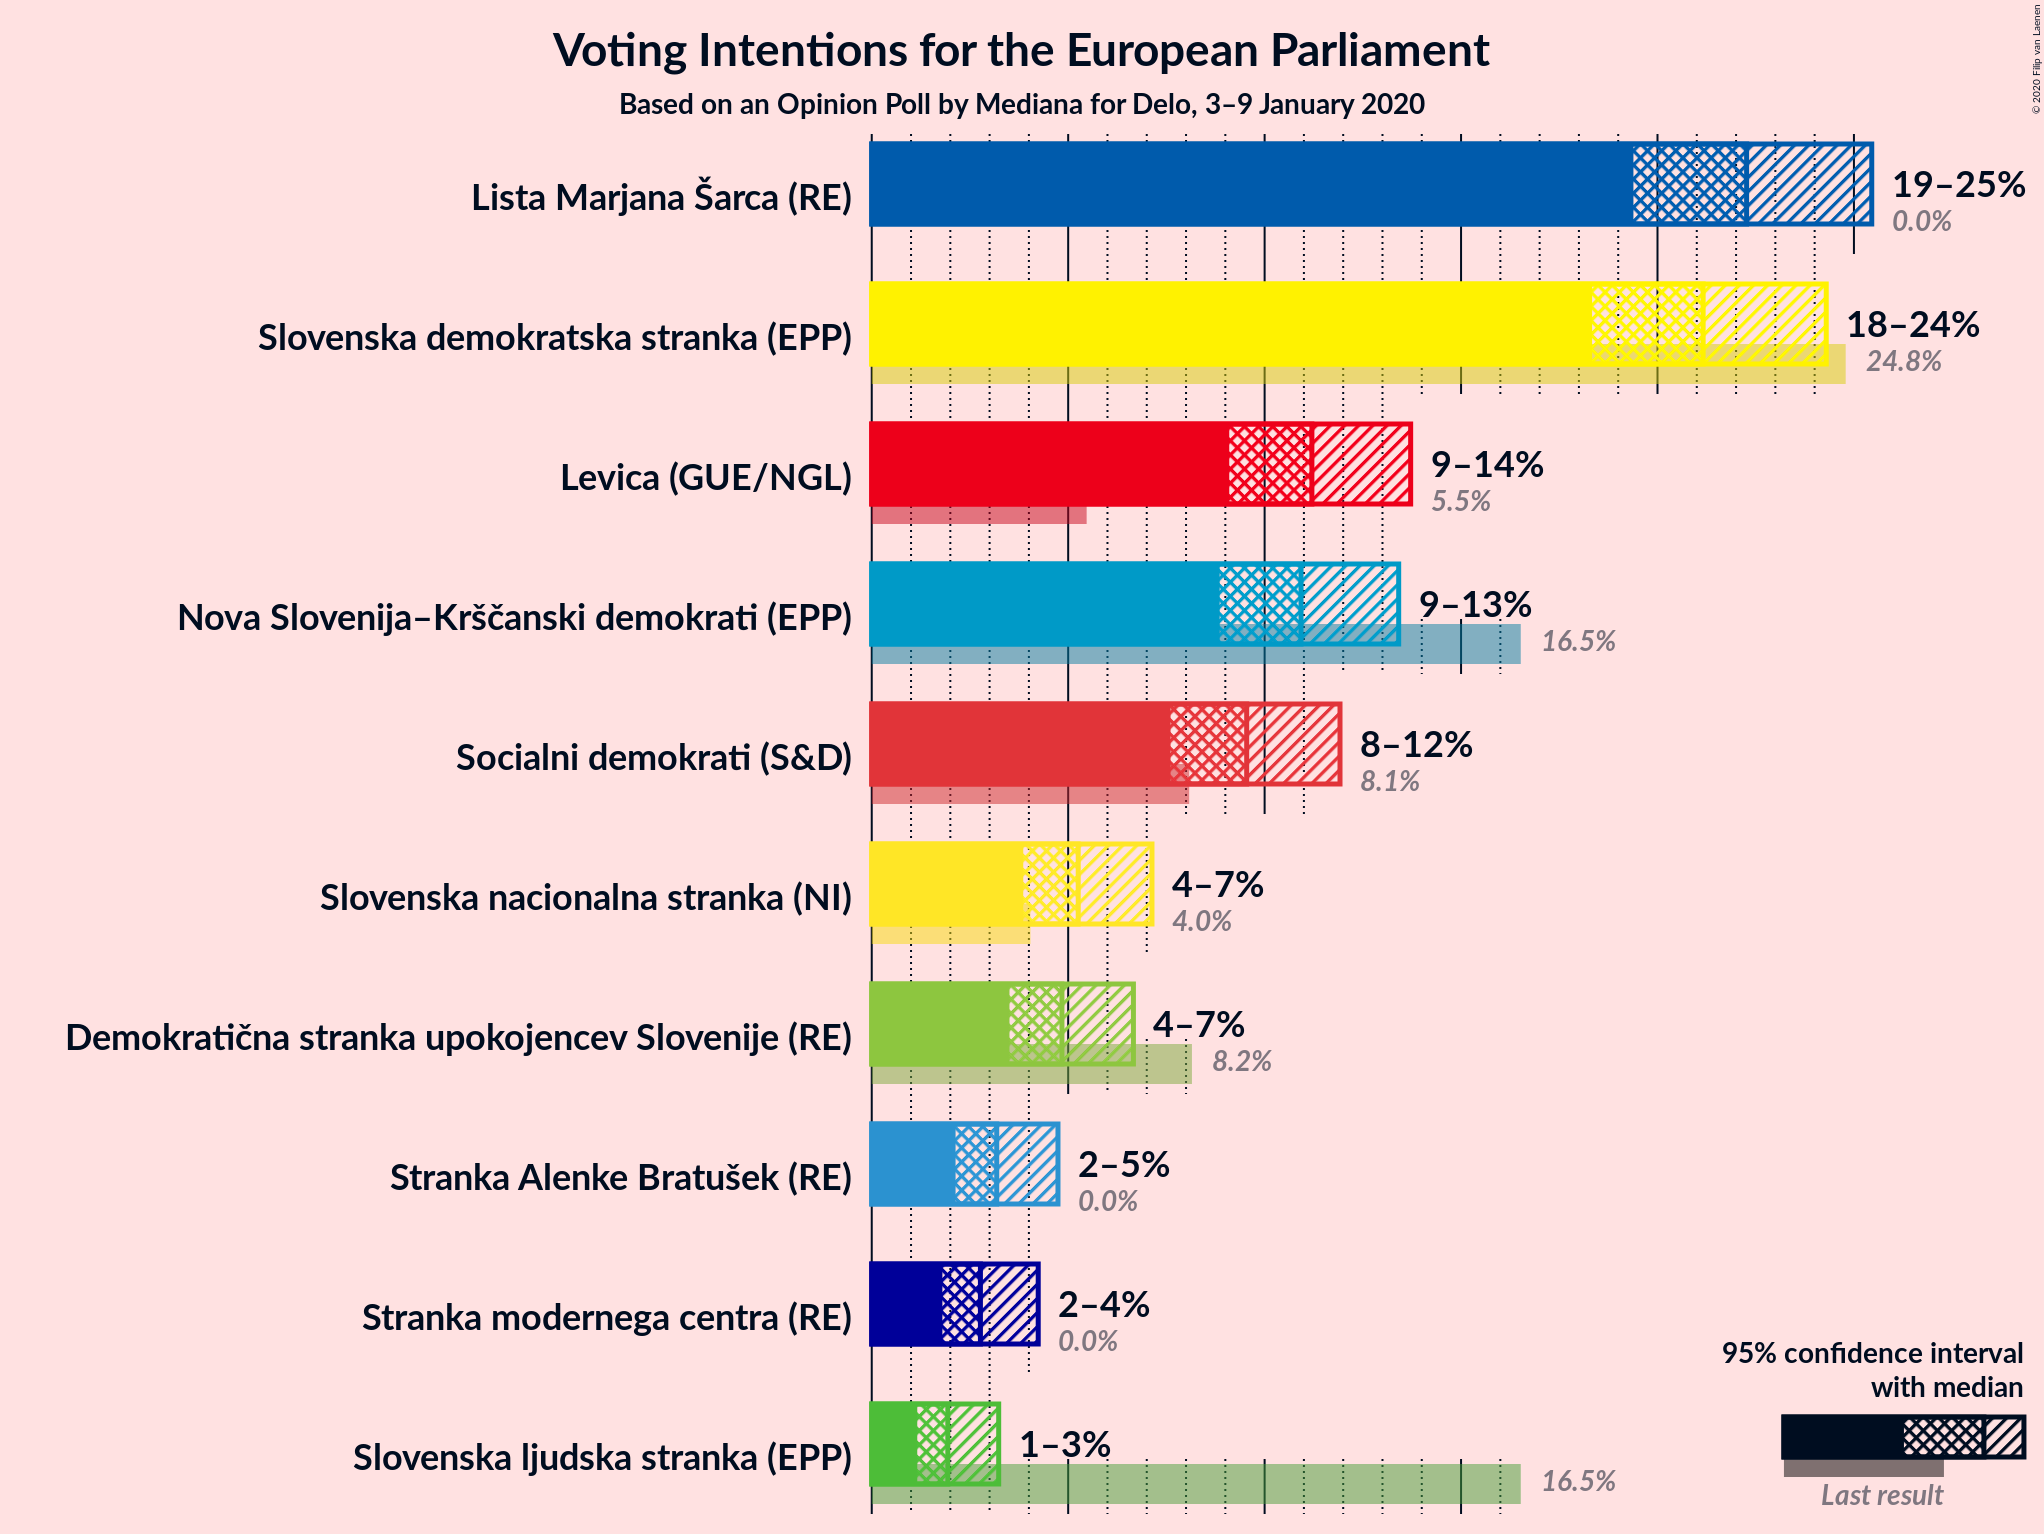 Voting Intentions for the European Parliament
Based on an Opinion Poll by Mediana for Delo, 3–9 January 2020
© 2020 Filip van Laenen
Lista Marjana Šarca (RE)
19–25%
0.0%
Slovenska demokratska stranka (EPP)
18–24%
24.8%
Levica (GUE/NGL)
9–14%
5.5%
Nova Slovenija–Krščanski demokrati (EPP)
9–13%
16.5%
Socialni demokrati (S&D)
8–12%
8.1%
Slovenska nacionalna stranka (NI)
4–7%
4.0%
Demokratična stranka upokojencev Slovenije (RE)
4–7%
8.2%
Stranka Alenke Bratušek (RE)
2–5%
0.0%
Stranka modernega centra (RE)
2–4%
0.0%
Slovenska ljudska stranka (EPP)
1–3%
16.5%
95% confidence interval
with median
Last result